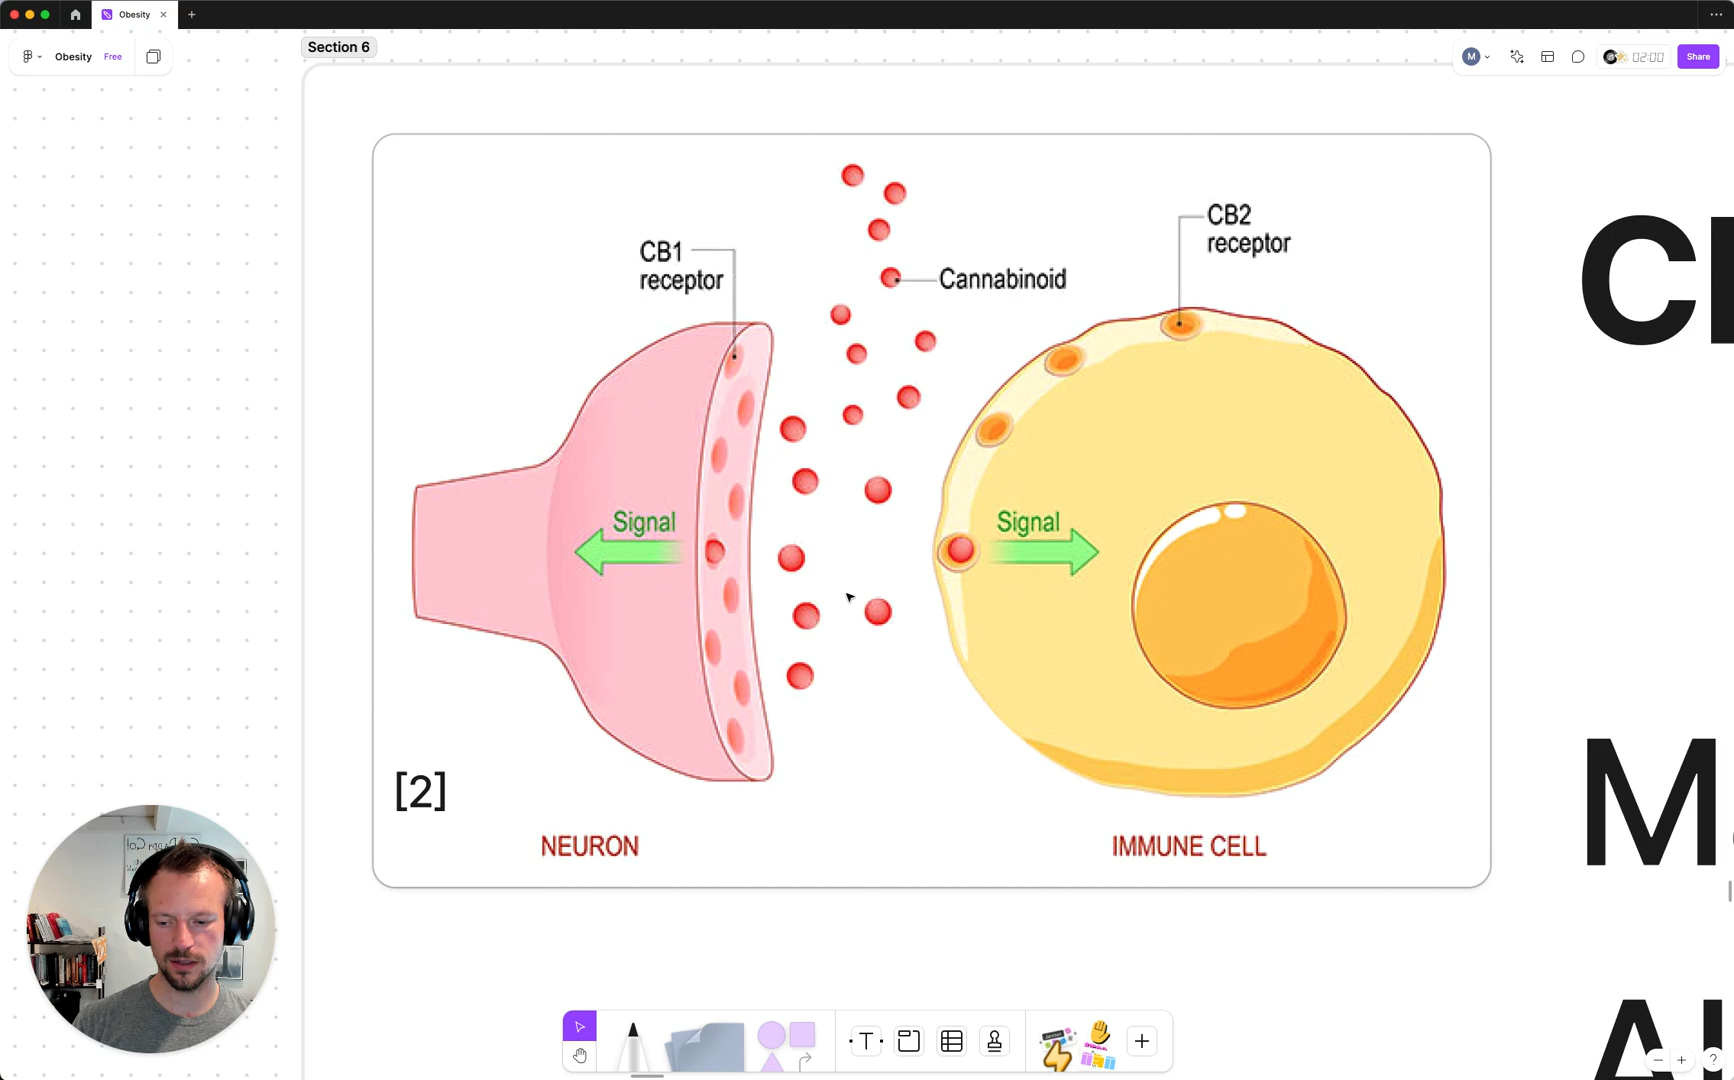 Obesity
Obesity Free
Section 6
M
02:00
Share
CB1
receptor
Cannabinoid
CB2
receptor
Signal
Signal
[2]
NEURON
IMMUNE CELL
T
?